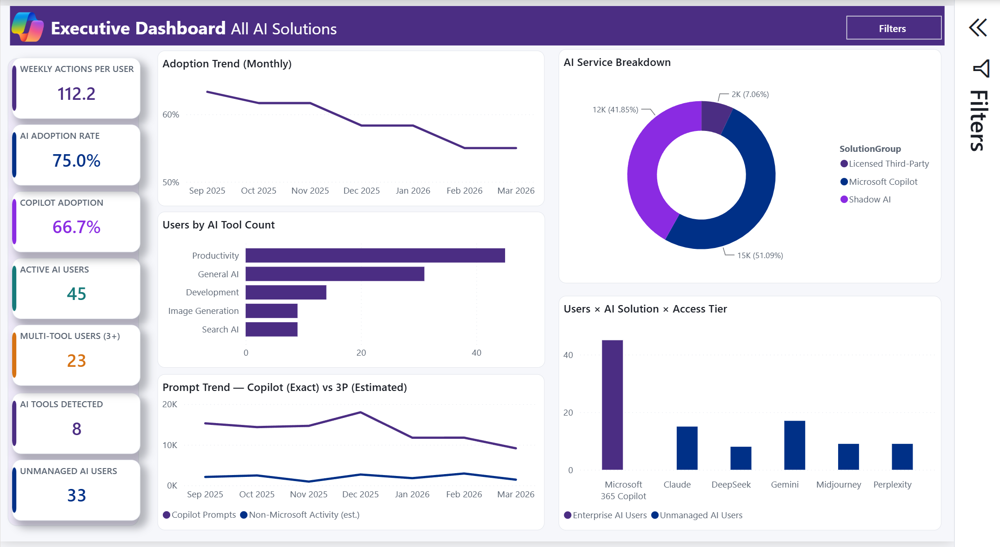 Executive Dashboard All AI Solutions
Filters
WEEKLY ACTIONS PER USER
112.2
AI ADOPTION RATE
75.0%
COPILOT ADOPTION
66.7%
ACTIVE AI USERS
45
MULTI-TOOL USERS (3+)
23
AI TOOLS DETECTED
8
UNMANAGED AI USERS
33
Adoption Trend (Monthly)
60%
50%
Sep 2025 Oct 2025 Nov 2025 Dec 2025 Jan 2026 Feb 2026 Mar 2026
Users by AI Tool Count
Productivity
General AI
Development
Image Generation
Search AI
0 20 40
Prompt Trend — Copilot (Exact) vs 3P (Estimated)
20K
10K
0K
Sep 2025 Oct 2025 Nov 2025 Dec 2025 Jan 2026 Feb 2026 Mar 2026
Copilot Prompts Non-Microsoft Activity (est.)
AI Service Breakdown
2K (7.06%)
12K (41.85%)
15K (51.09%)
SolutionGroup
Licensed Third-Party
Microsoft Copilot
Shadow AI
Users × AI Solution × Access Tier
40
20
0
Microsoft 365 Copilot Claude DeepSeek Gemini Midjourney Perplexity
Enterprise AI Users Unmanaged AI Users
Filters